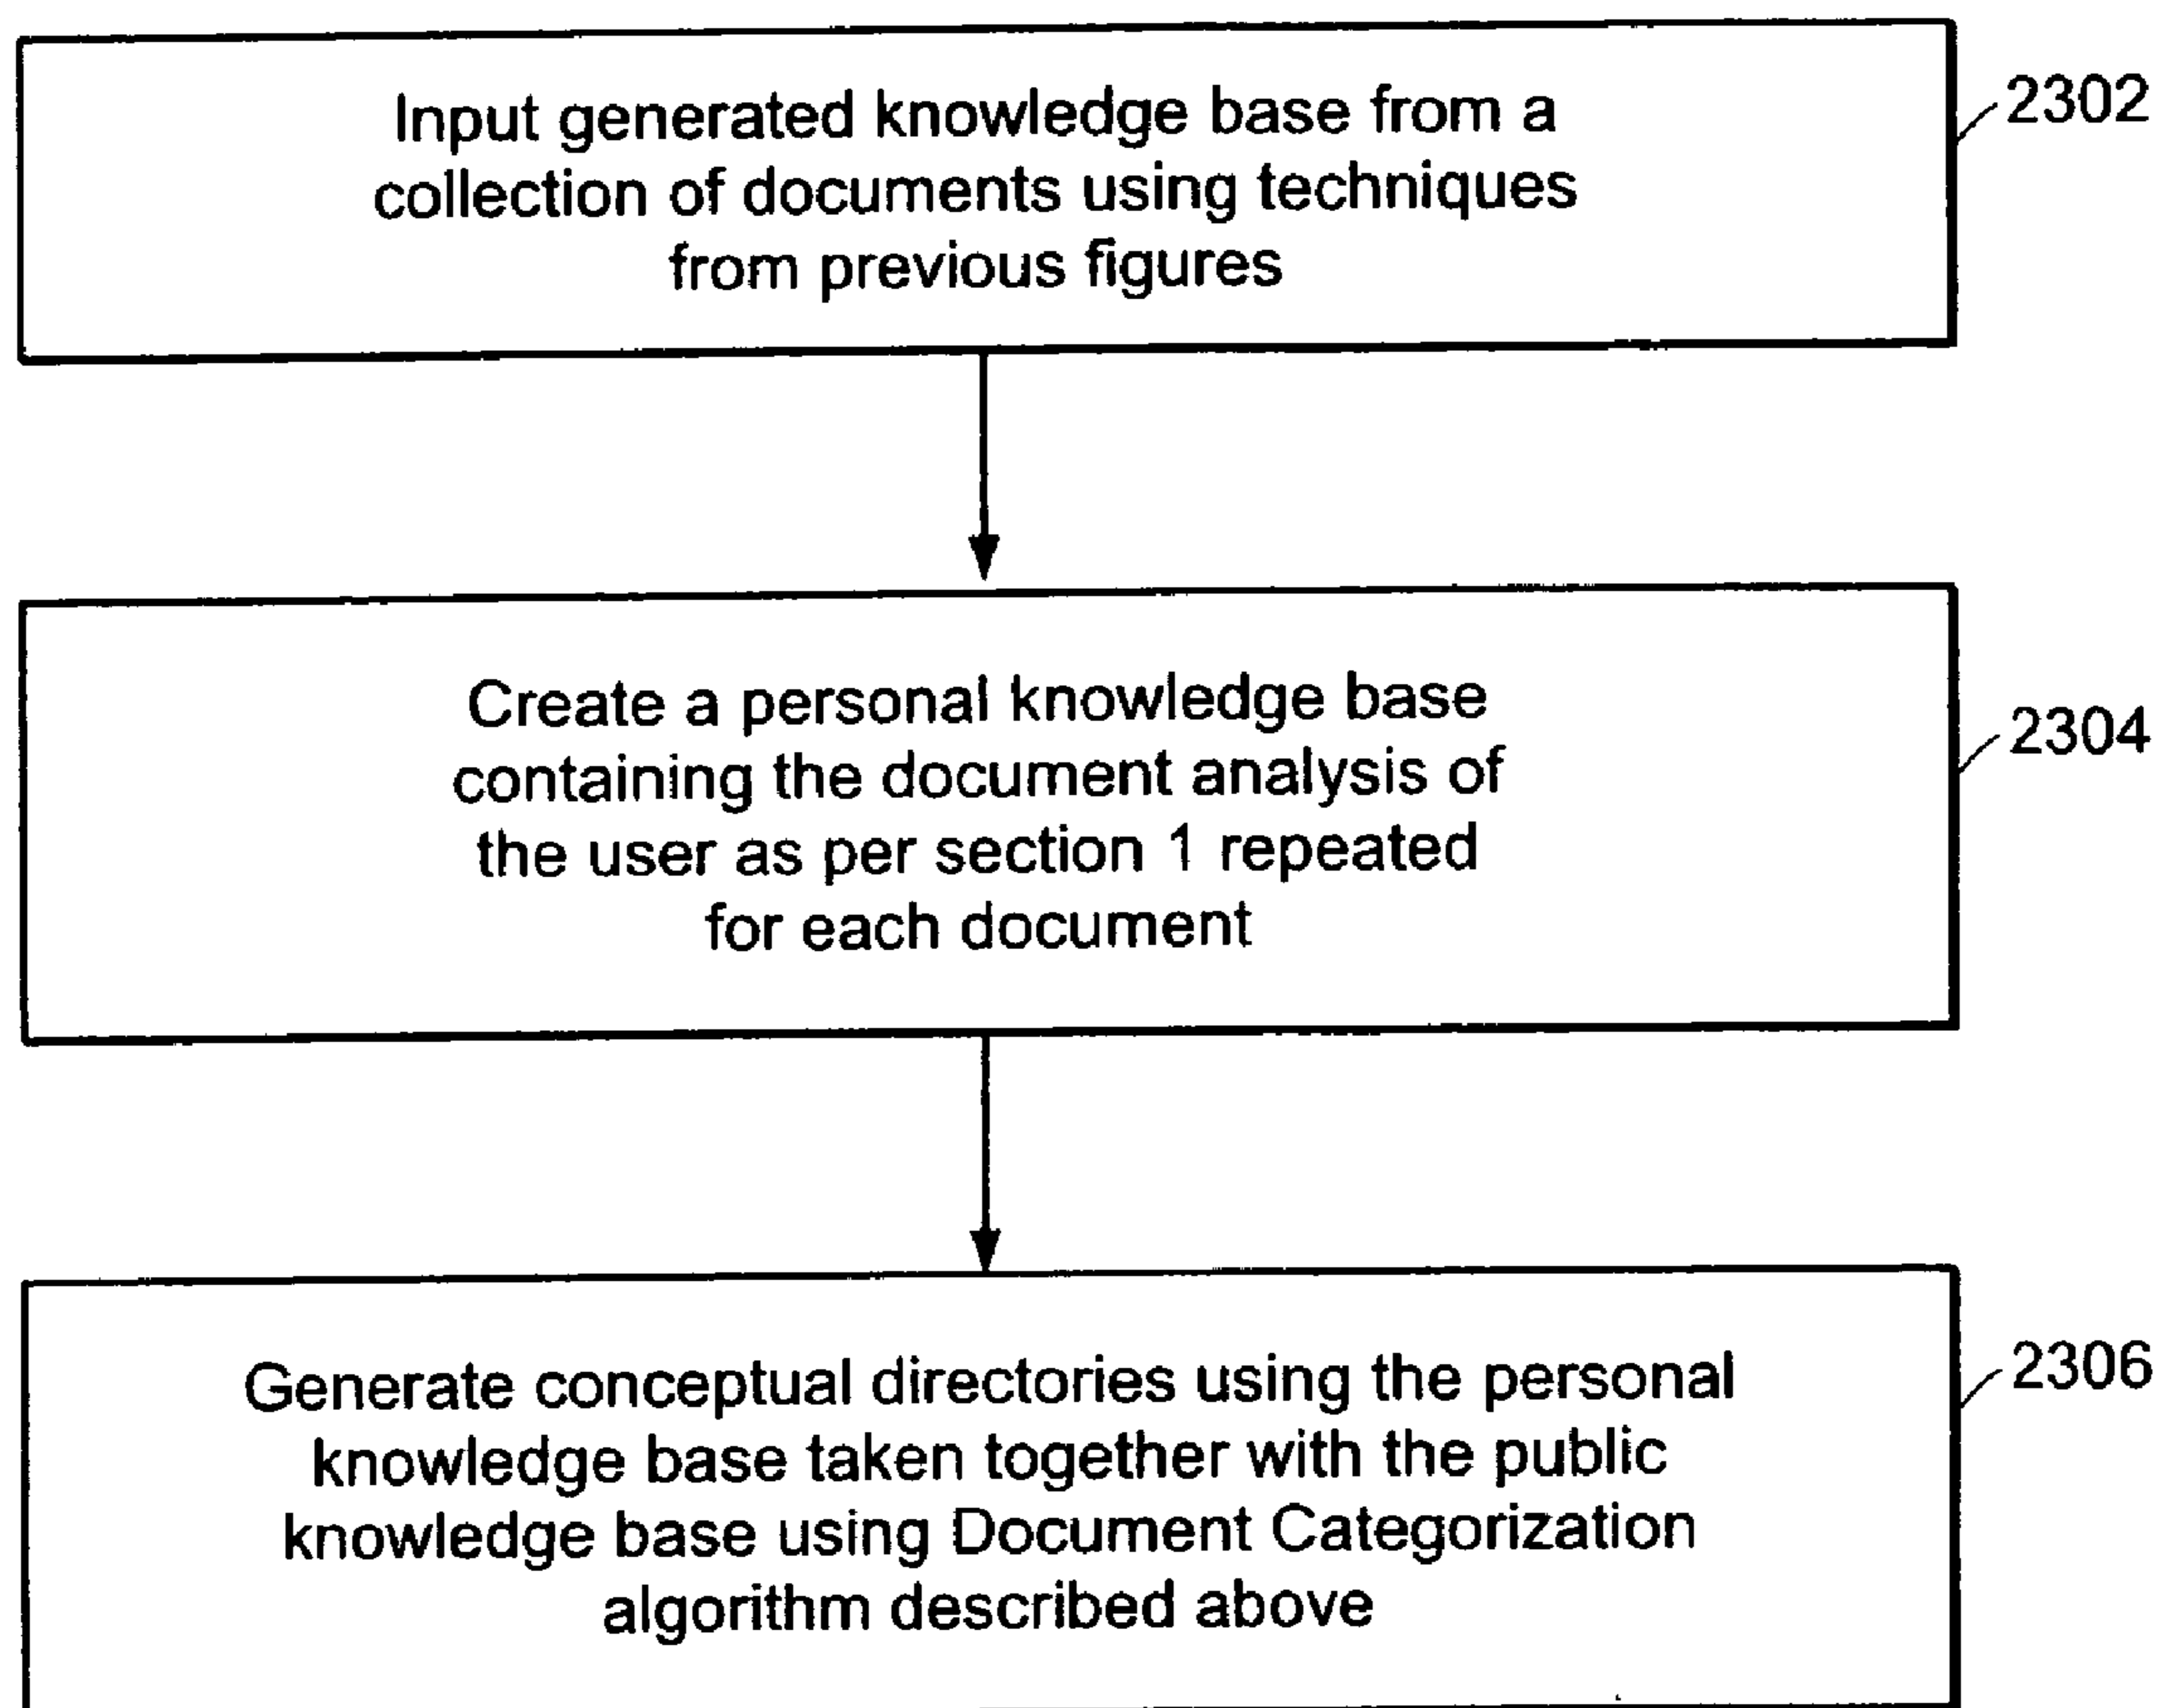 Input generated knowledge base from a
collection of documents using techniques
from previous figures
2302
Create a personal knowledge base
containing the document analysis of
the user as per section 1 repeated
for each document
2304
Generate conceptual directories using the personal
knowledge base taken together with the public
knowledge base using Document Categorization
algorithm described above
2306